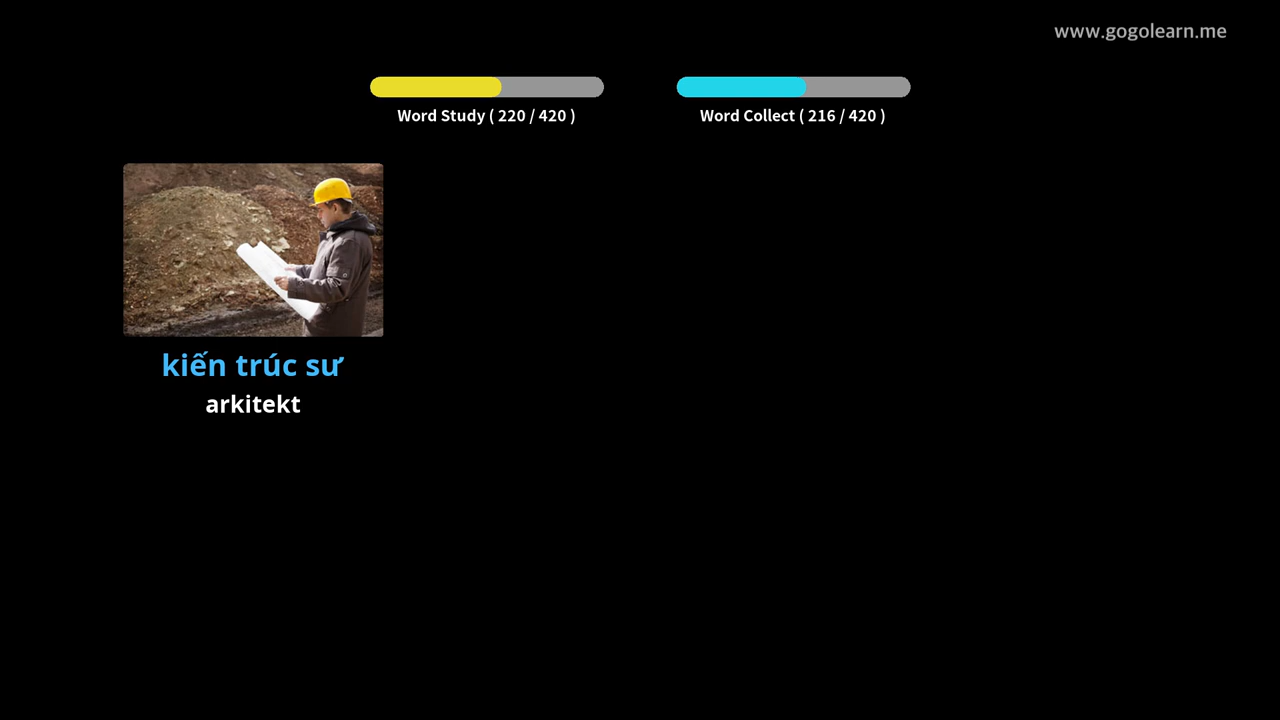 www.gogolearn.me
Word Study ( 220 / 420 )
Word Collect ( 216 / 420 )
kiến trúc sư
arkitekt